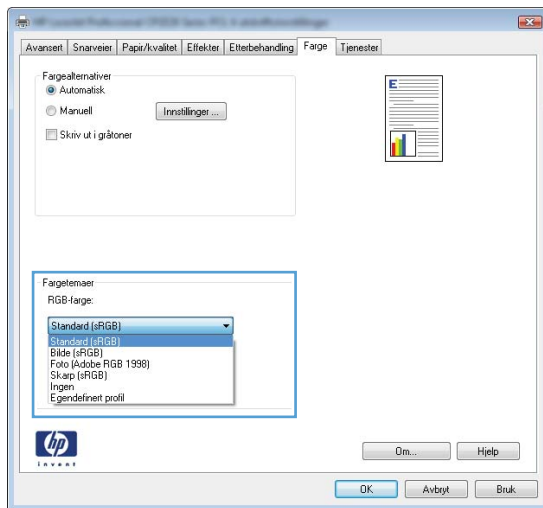 Avansert Snarveier Papir/kvalitet Effekter Etterbehandling Farge Tjenester
Fargealternativer
Automatisk
Manuell
Innstillinger ...
Skriv ut i gråtoner
E
Fargetemaer
RGB-farge:
Standard (sRGB)
Standard (sRGB)
Bilde (sRGB)
Foto (Adobe RGB 1998)
Skarp (sRGB)
Ingen
Egendefinert profil
hp
invent
Om... Hjelp
OK Avbryt Bruk